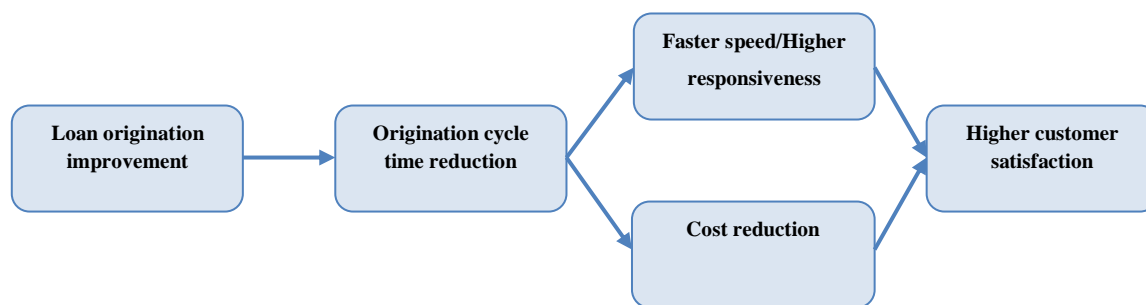 Loan origination
improvement
Origination cycle
time reduction
Faster speed/Higher
responsiveness
Cost reduction
Higher customer
satisfaction